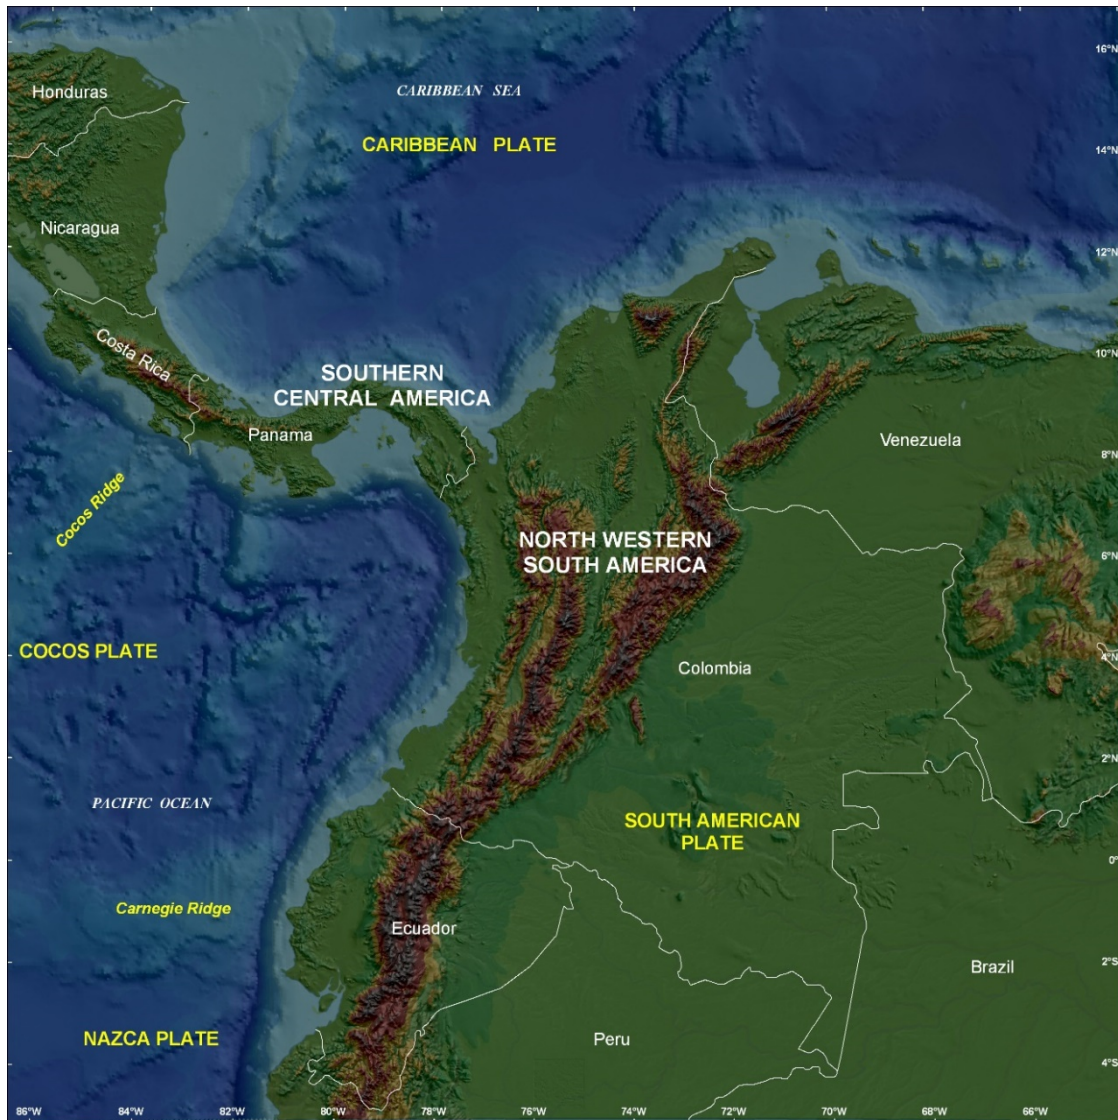 16°N
Honduras
CARIBBEAN SEA
CARIBBEAN PLATE
14°N
Nicaragua
12°N
Costa Rica
10°N
SOUTHERN
CENTRAL AMERICA
Panama
Venezuela
8°N
Cocos Ridge
NORTH WESTERN
SOUTH AMERICA
6°N
COCOS PLATE
4°N
Colombia
2°N
PACIFIC OCEAN
SOUTH AMERICAN
PLATE
0°
Carnegie Ridge
Ecuador
Brazil
2°S
NAZCA PLATE
Peru
4°S
86°W
84°W
82°W
80°W
78°W
76°W
74°W
72°W
70°W
68°W
66°W